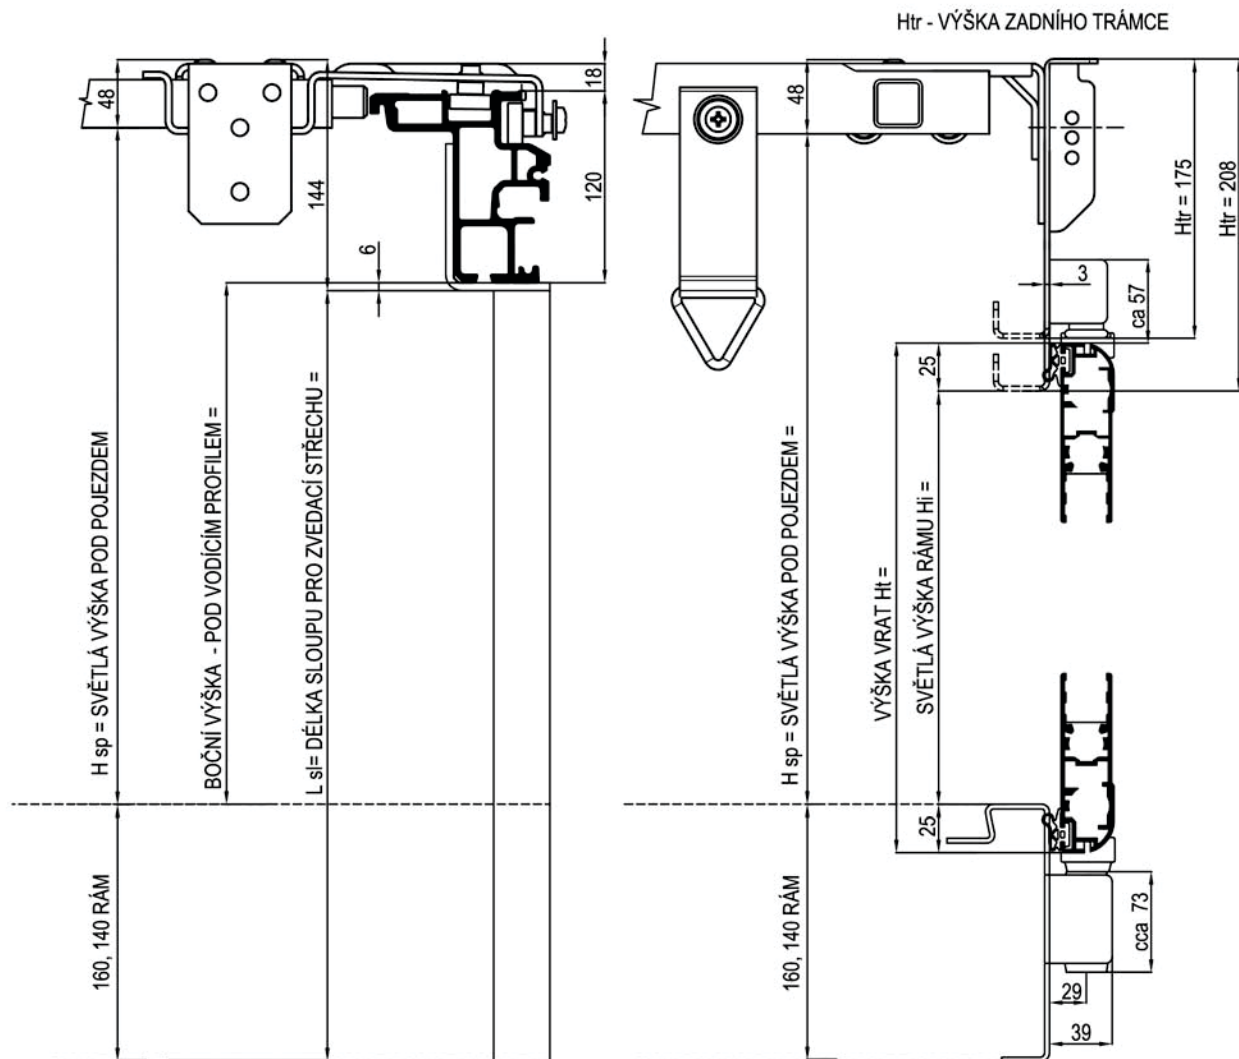 Htr - VÝŠKA ZADNÍHO TRÁMCE
48
144
18
120
6
H sp = SVĚTLÁ VÝŠKA POD POJEZDEM
BOČNÍ VÝŠKA - POD VODÍCÍM PROFILEM =
L sl= DÉLKA SLOUPU PRO ZVEDACÍ STŘECHU =
160, 140 RÁM
48
Htr = 175
Htr = 208
3
ca 57
25
H sp = SVĚTLÁ VÝŠKA POD POJEZDEM =
VÝŠKA VRAT Ht =
SVĚTLÁ VÝŠKA RÁMU Hi =
25
160, 140 RÁM
cca 73
29
39